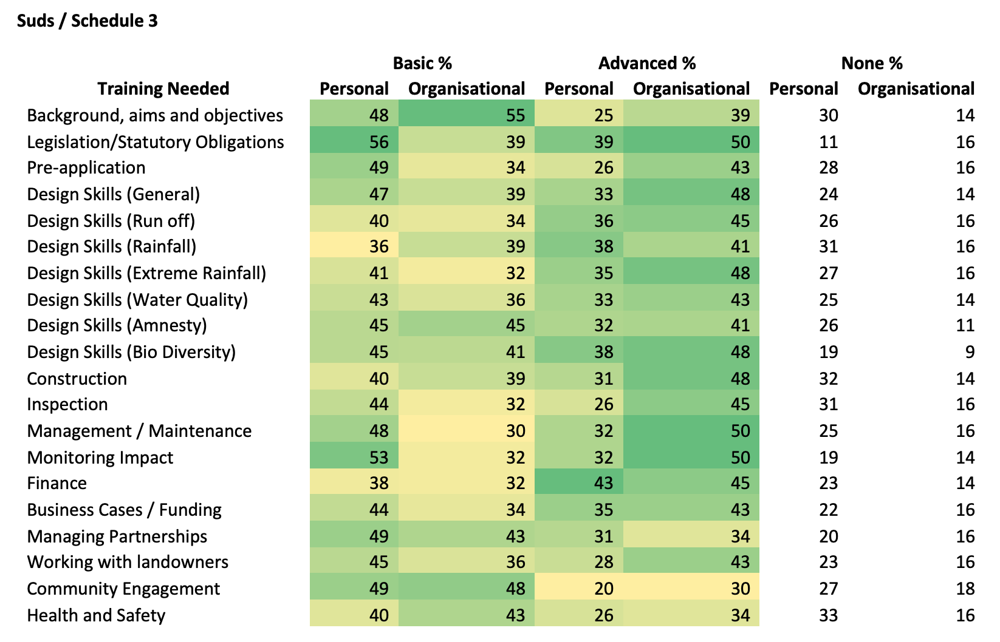 Suds / Schedule 3
Basic % Advanced % None %
Training Needed Personal Organisational Personal Organisational Personal Organisational
Background, aims and objectives 48 55 25 39 30 14
Legislation/Statutory Obligations 56 39 39 50 11 16
Pre-application 49 34 26 43 28 16
Design Skills (General) 47 39 33 48 24 14
Design Skills (Run off) 40 34 36 45 26 16
Design Skills (Rainfall) 36 39 38 41 31 16
Design Skills (Extreme Rainfall) 41 32 35 48 27 16
Design Skills (Water Quality) 43 36 33 43 25 14
Design Skills (Amnesty) 45 45 32 41 26 11
Design Skills (Bio Diversity) 45 41 38 48 19 9
Construction 40 39 31 48 32 14
Inspection 44 32 26 45 31 16
Management / Maintenance 48 30 32 50 25 16
Monitoring Impact 53 32 32 50 19 14
Finance 38 32 43 45 23 14
Business Cases / Funding 44 34 35 43 22 16
Managing Partnerships 49 43 31 34 20 16
Working with landowners 45 36 28 43 23 16
Community Engagement 49 48 20 30 27 18
Health and Safety 40 43 26 34 33 16